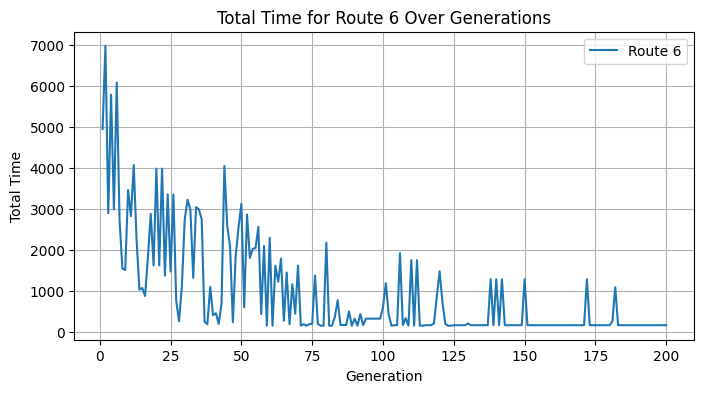 Total Time for Route 6 Over Generations
Route 6
Total Time
7000
6000
5000
4000
3000
2000
1000
0
0 25 50 75 100 125 150 175 200
Generation